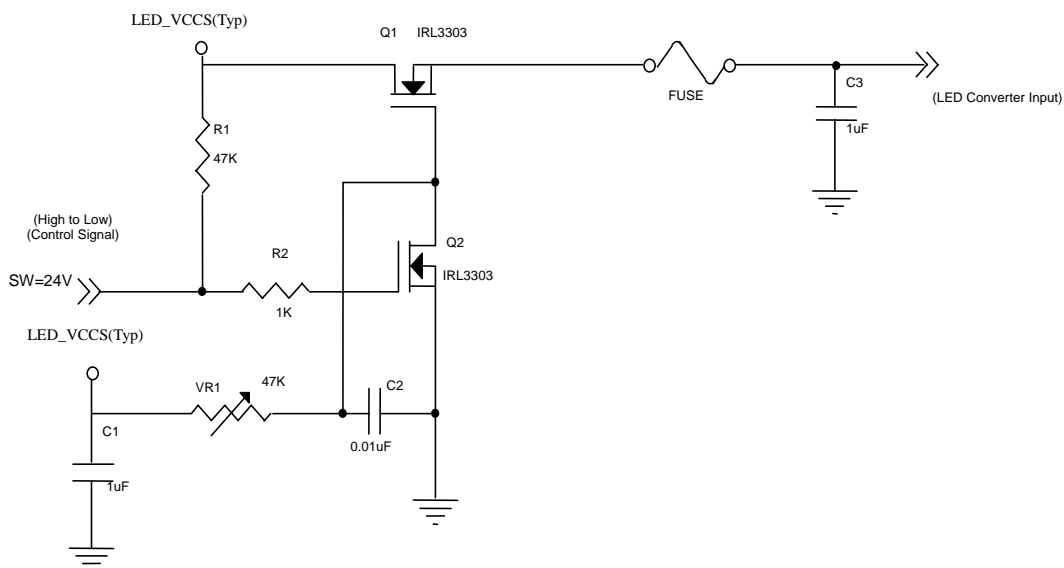 LED_VCCS(Typ)
Q1 IRL3303
FUSE
C3
1uF
(LED Converter Input)
R1
47K
(High to Low)
(Control Signal)
SW=24V
R2
1K
Q2
IRL3303
LED_VCCS(Typ)
VR1 47K
C1
1uF
C2
0.01uF